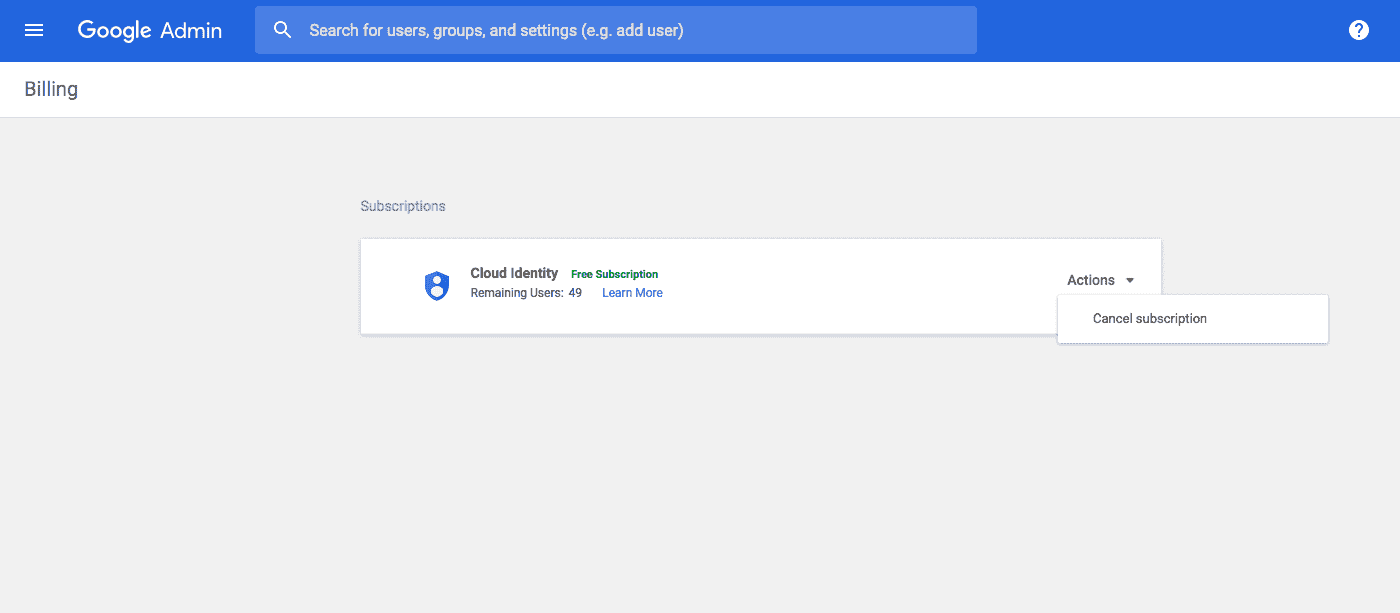 Google Admin
Search for users, groups, and settings (e.g. add user)
?
Billing
Subscriptions
Cloud Identity Free Subscription
Remaining Users: 49 Learn More
Actions
Cancel subscription